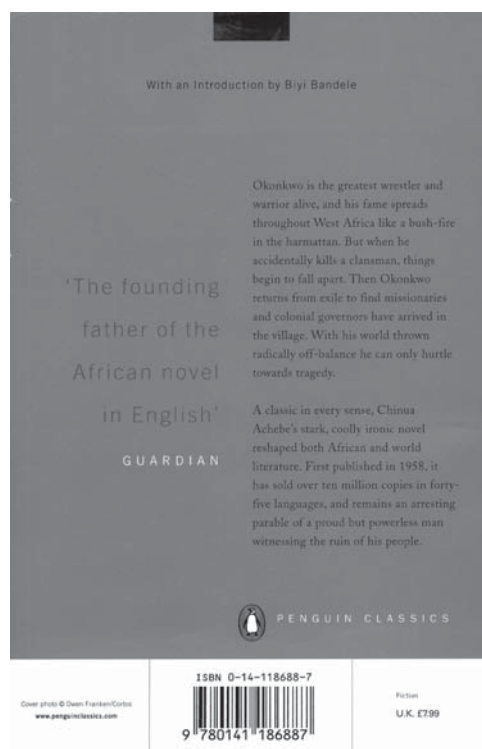 With an Introduction by Biyi Bandele
Okonkwo is the greatest wrestler and
warrior alive, and his fame spreads
throughout West Africa like a bush-fire
in the harmattan. But when he
accidentally kills a clansman, things
begin to fall apart. Then Okonkwo
returns from exile to find missionaries
and colonial governors have arrived in
the village. With his world thrown
radically off-balance he can only hurtle
towards tragedy.
A classic in every sense, Chinua
Achebe's stark, coolly ironic novel
reshaped both African and world
literature. First published in 1958, it
has sold over ten million copies in forty-
five languages, and remains an arresting
parable of a proud but powerless man
witnessing the ruin of his people.
'The founding
father of the
African novel
in English'
GUARDIAN
PENGUIN CLASSICS
Cover photo © Owen Franken/Corbis
www.penguinclassics.com
ISBN 0-14-118688-7
9 780141 186887
Fiction
U.K. £7.99